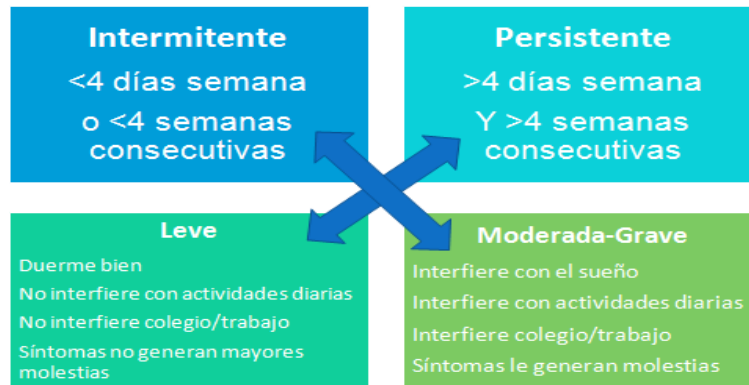 Intermitente
<4 días semana
o <4 semanas
consecutivas
Persistente
>4 días semana
Y >4 semanas
consecutivas
Leve
Duerme bien
No interfiere con actividades diarias
No interfiere colegio/trabajo
Síntomas no generan mayores
molestias
Moderada-Grave
Interfiere con el sueño
Interfiere con actividades diarias
Interfiere colegio/trabajo
Síntomas le generan molestias